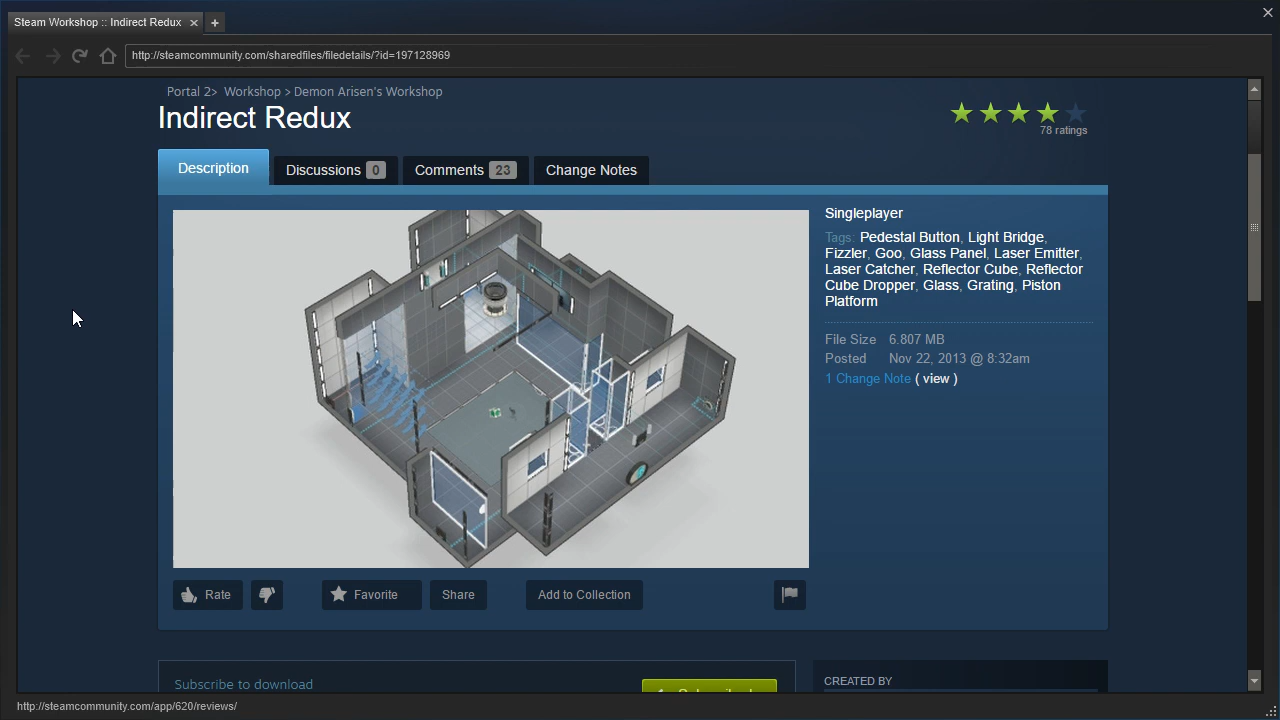 Steam Workshop :: Indirect Redux
http://steamcommunity.com/sharedfiles/filedetails/?id=197128969
Portal 2> Workshop > Demon Arisen's Workshop
Indirect Redux
78 ratings
Description
Discussions 0
Comments 23
Change Notes
Singleplayer
Tags: Pedestal Button, Light Bridge,
Fizzler, Goo, Glass Panel, Laser Emitter,
Laser Catcher, Reflector Cube, Reflector
Cube Dropper, Glass, Grating, Piston
Platform
File Size 6.807 MB
Posted Nov 22, 2013 @ 8:32am
1 Change Note ( view )
Rate
Favorite
Share
Add to Collection
Subscribe to download
CREATED BY
http://steamcommunity.com/app/620/reviews/